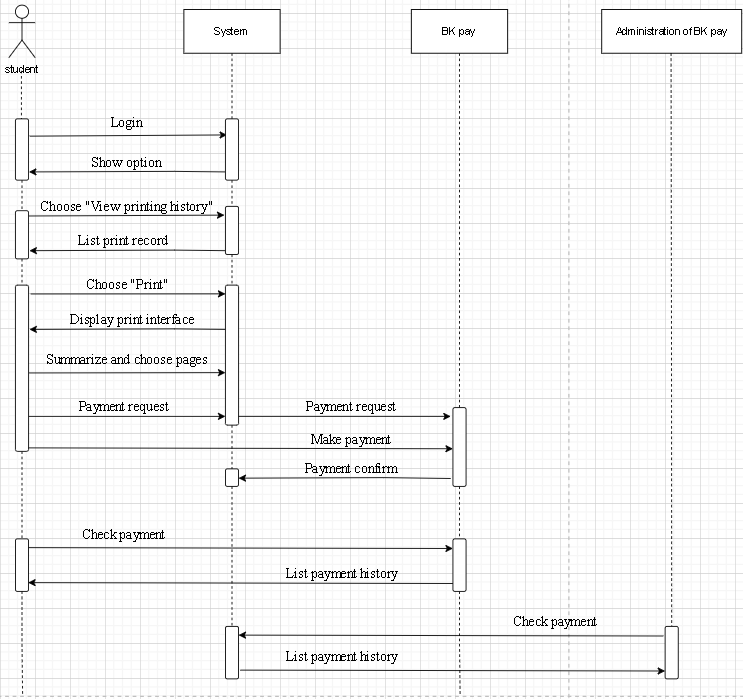 student
System
BK pay
Administration of BK pay
Login
Show option
Choose "View printing history"
List print record
Choose "Print"
Display print interface
Summarize and choose pages
Payment request
Payment request
Make payment
Payment confirm
Check payment
List payment history
Check payment
List payment history